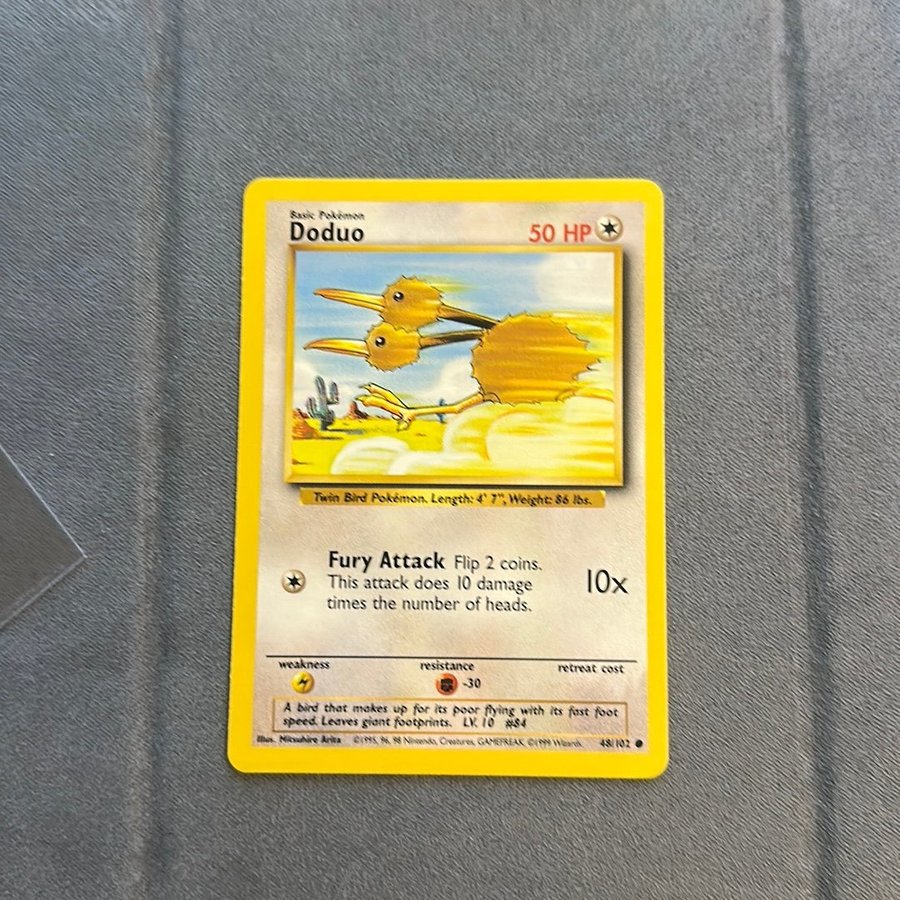 Basic Pokémon
Doduo
50 HP
Twin Bird Pokémon. Length: 4' 7", Weight: 86 lbs.
Fury Attack Flip 2 coins.
This attack does 10 damage
times the number of heads.
10x
weakness
resistance
retreat cost
-30
A bird that makes up for its poor flying with its fast foot
speed. Leaves giant footprints. LV. 10 #84
Illus. Mitsuhiro Arita ©1995, 96, 98 Nintendo, Creatures, GAMEFREAK. ©1999 Wizards. 48/102